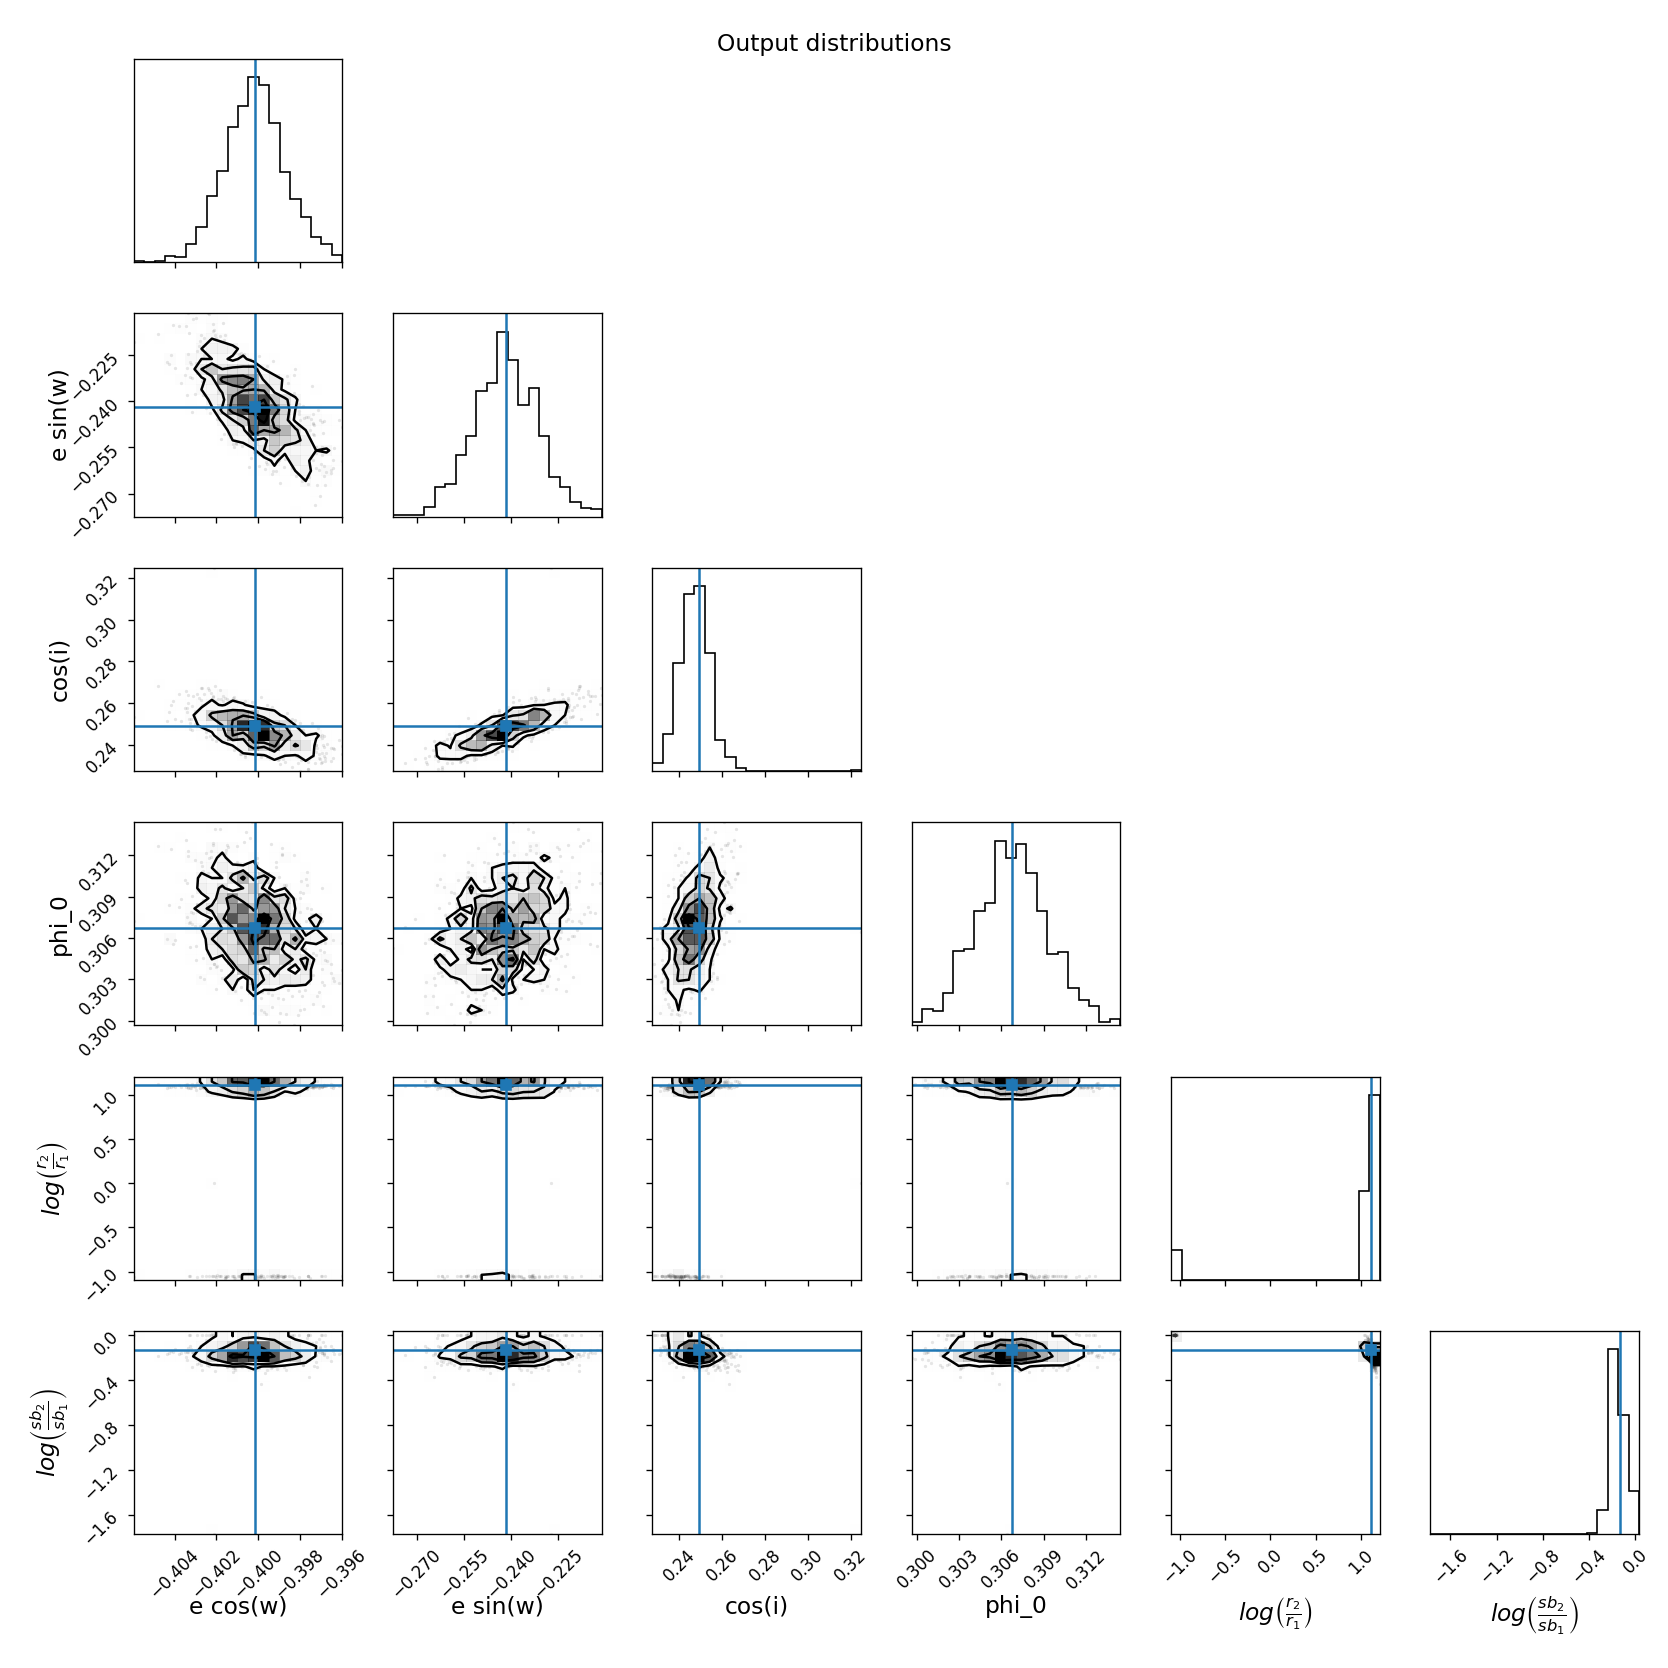 Output distributions
e sin(w)
−0.225
−0.240
−0.255
−0.270
cos(i)
0.32
0.30
0.28
0.26
0.24
phi_0
0.312
0.309
0.306
0.303
0.300
log(r₂/r₁)
1.0
0.5
0.0
−0.5
−1.0
log(sb₂/sb₁)
0.0
−0.4
−0.8
−1.2
−1.6
−0.404 −0.402 −0.400 −0.398 −0.396
−0.270 −0.255 −0.240 −0.225
0.24 0.26 0.28 0.30 0.32
0.300 0.303 0.306 0.309 0.312
−1.0 −0.5 0.0 0.5 1.0
−1.6 −1.2 −0.8 −0.4 0.0
e cos(w)
e sin(w)
cos(i)
phi_0
log(r₂/r₁)
log(sb₂/sb₁)